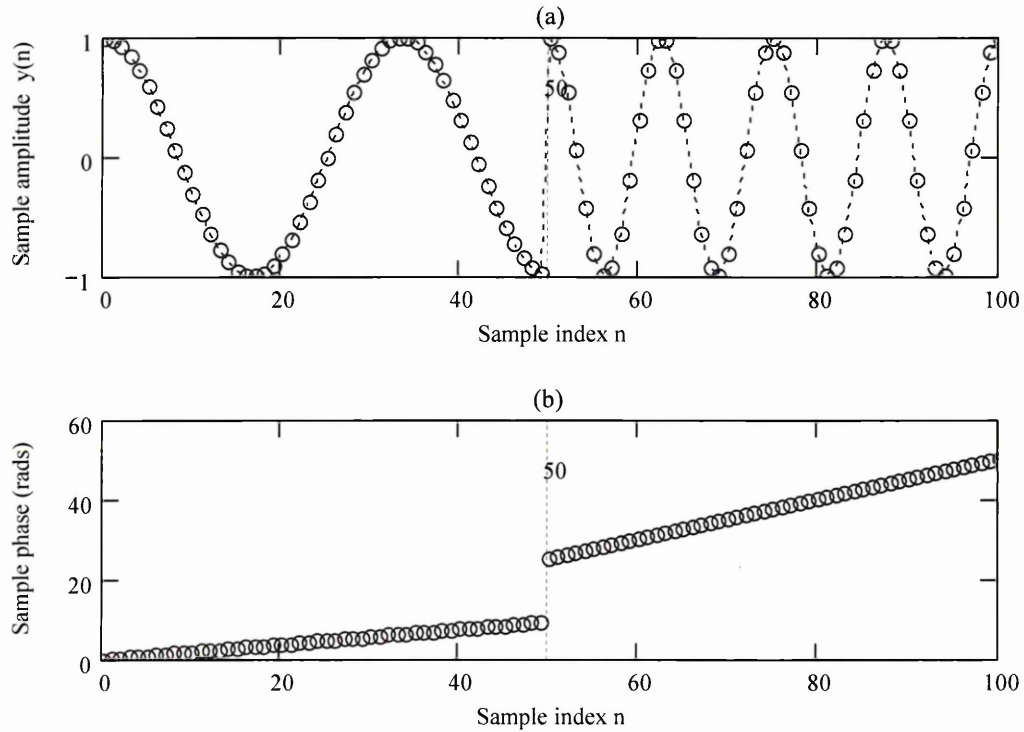 (a)
Sample amplitude y(n)
1
0
−1
50
0 20 40 60 80 100
Sample index n
(b)
Sample phase (rads)
60
40
20
0
50
0 20 40 60 80 100
Sample index n